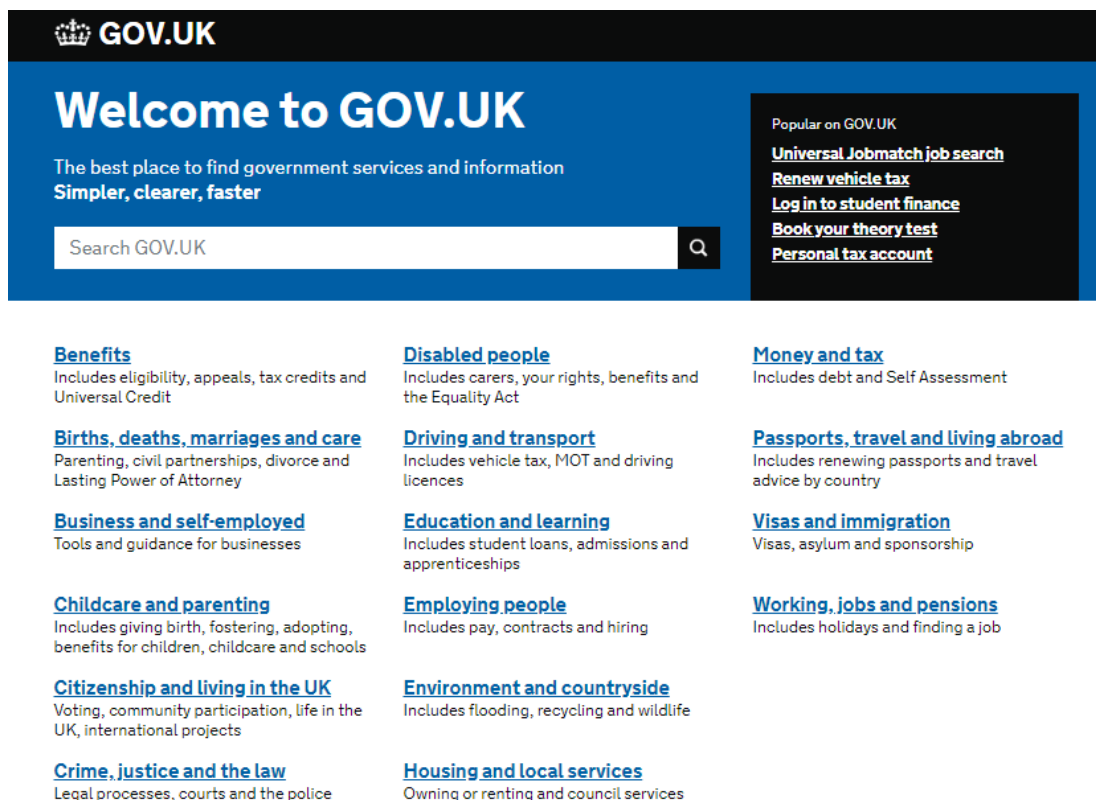 GOV.UK
Welcome to GOV.UK
The best place to find government services and information
Simpler, clearer, faster
Search GOV.UK
Popular on GOV.UK
Universal Jobmatch job search
Renew vehicle tax
Log in to student finance
Book your theory test
Personal tax account
Benefits
Includes eligibility, appeals, tax credits and
Universal Credit
Births, deaths, marriages and care
Parenting, civil partnerships, divorce and
Lasting Power of Attorney
Business and self-employed
Tools and guidance for businesses
Childcare and parenting
Includes giving birth, fostering, adopting,
benefits for children, childcare and schools
Citizenship and living in the UK
Voting, community participation, life in the
UK, international projects
Crime, justice and the law
Legal processes, courts and the police
Disabled people
Includes carers, your rights, benefits and
the Equality Act
Driving and transport
Includes vehicle tax, MOT and driving
licences
Education and learning
Includes student loans, admissions and
apprenticeships
Employing people
Includes pay, contracts and hiring
Environment and countryside
Includes flooding, recycling and wildlife
Housing and local services
Owning or renting and council services
Money and tax
Includes debt and Self Assessment
Passports, travel and living abroad
Includes renewing passports and travel
advice by country
Visas and immigration
Visas, asylum and sponsorship
Working, jobs and pensions
Includes holidays and finding a job